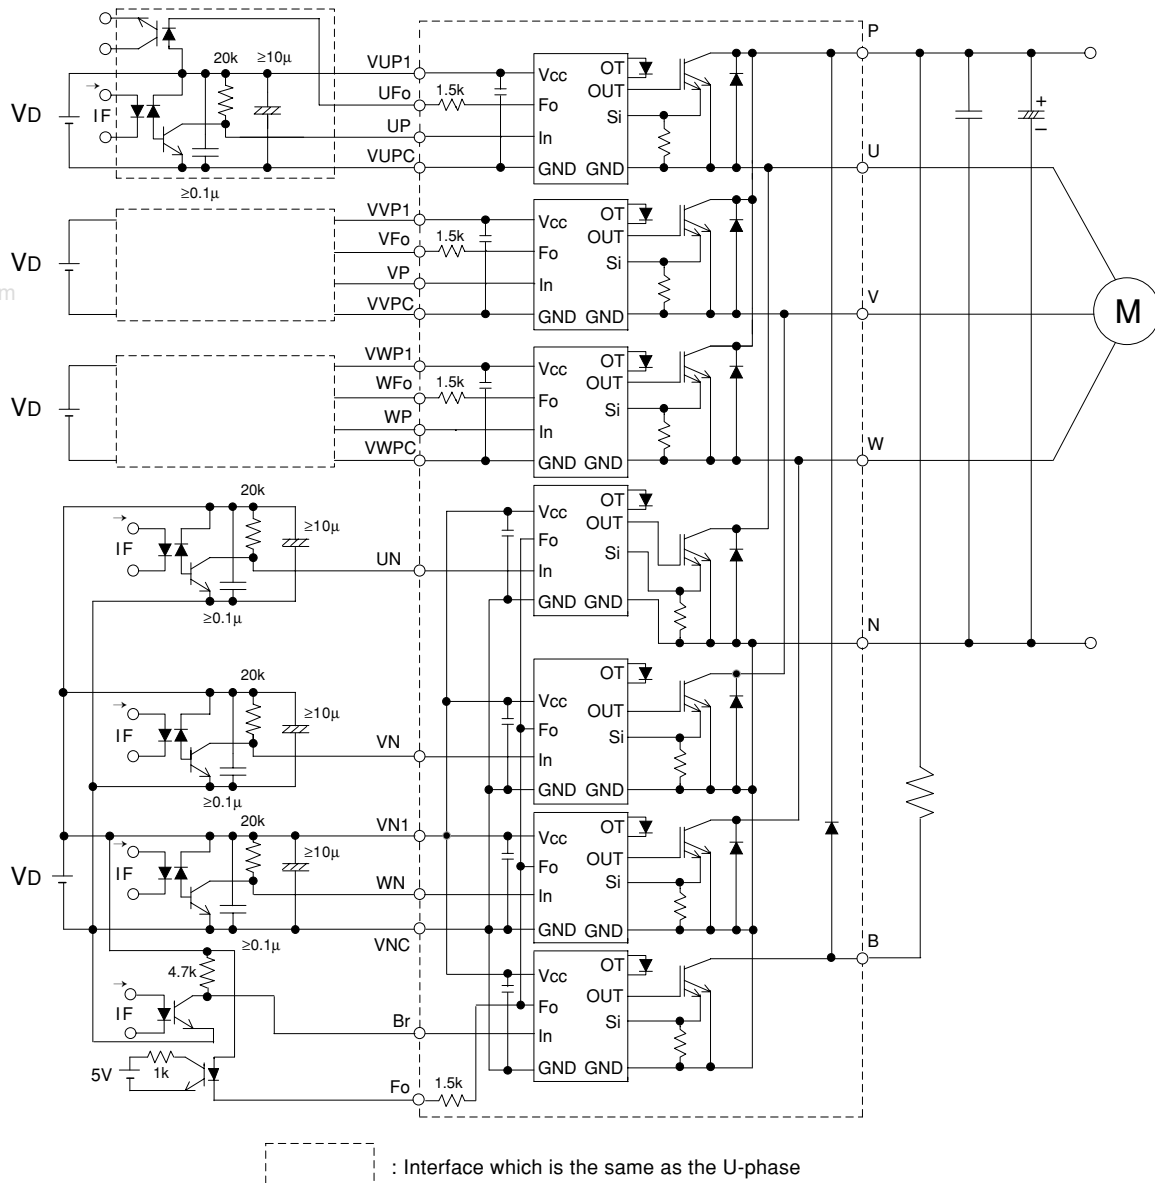 P
20k
≥10μ
VUP1
Vcc
OT
OUT
UFo
1.5k
Fo
Si
VD
IF
UP
In
VUPC
GND
GND
U
≥0.1μ
+
–
VVP1
Vcc
OT
OUT
VFo
1.5k
Fo
Si
VD
m
VP
In
VVPC
GND
GND
V
M
VWP1
Vcc
OT
OUT
WFo
1.5k
Fo
Si
VD
WP
In
VWPC
GND
GND
W
20k
≥10μ
IF
UN
≥0.1μ
Vcc
OT
OUT
Fo
Si
In
GND
GND
N
20k
≥10μ
IF
VN
≥0.1μ
Vcc
OT
OUT
Fo
Si
In
GND
GND
20k
≥10μ
VD
IF
VN1
WN
VNC
≥0.1μ
Vcc
OT
OUT
Fo
Si
In
GND
GND
B
4.7k
IF
Br
Vcc
OT
OUT
Fo
Si
In
GND
GND
5V
1k
Fo
1.5k
: Interface which is the same as the U-phase